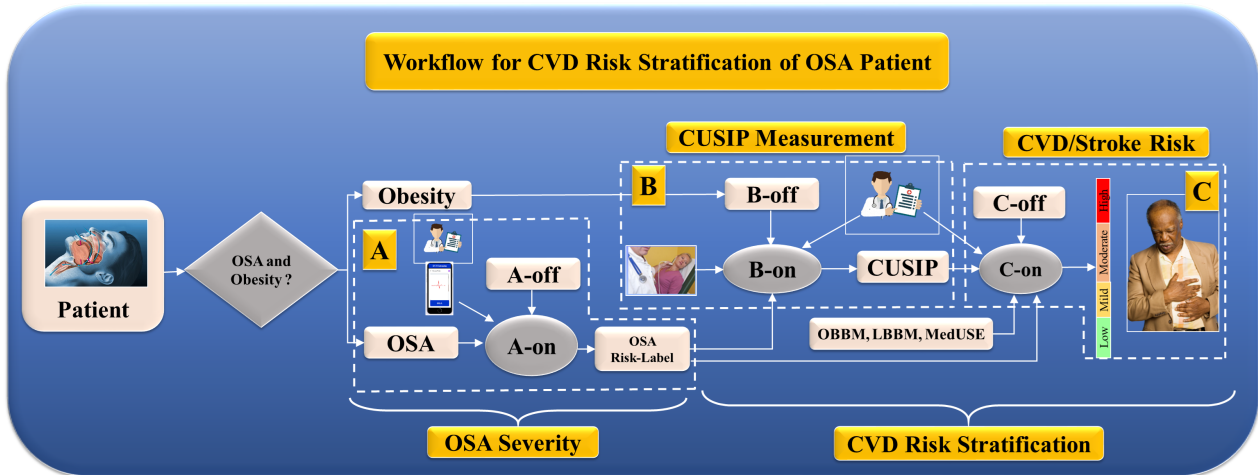 Workflow for CVD Risk Stratification of OSA Patient
CUSIP Measurement
CVD/Stroke Risk
Patient
OSA and
Obesity ?
Obesity
A
A-off
OSA
A-on
OSA
Risk-Label
B
B-off
B-on
CUSIP
OBBM, LBBM, MedUSE
C-off
C-on
High
Moderate
Mild
Low
C
OSA Severity
CVD Risk Stratification